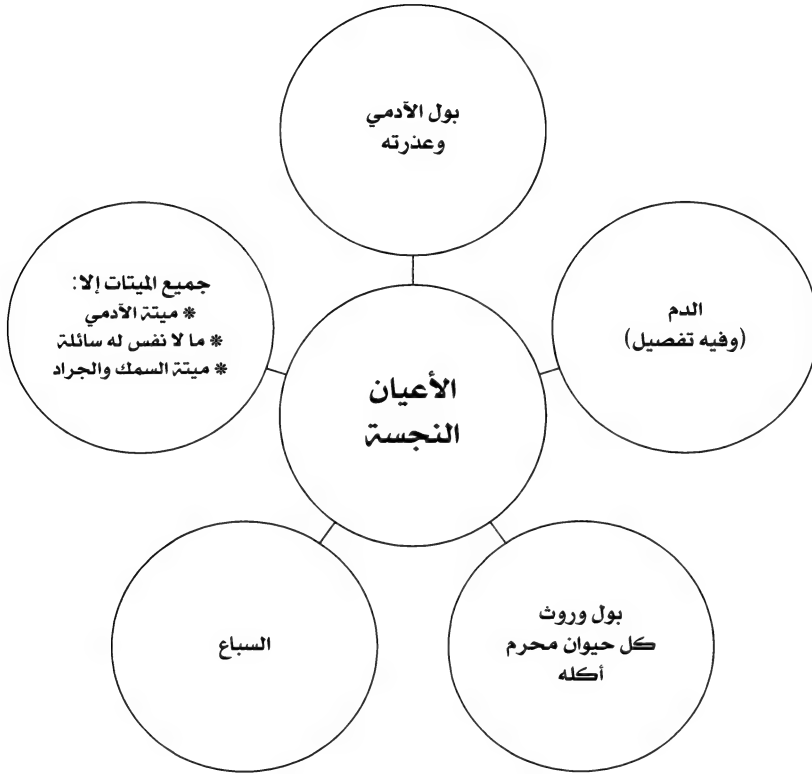 بول الآدمي
وعذرته
الدم
(وفيه تفصيل)
جميع الميتات إلا:
* ميتة الآدمي
* ما لا نفس له سائلة
* ميتة السمك والجراد
الأعيان
النجسة
بول وروث
كل حيوان محرم
أكله
السباع